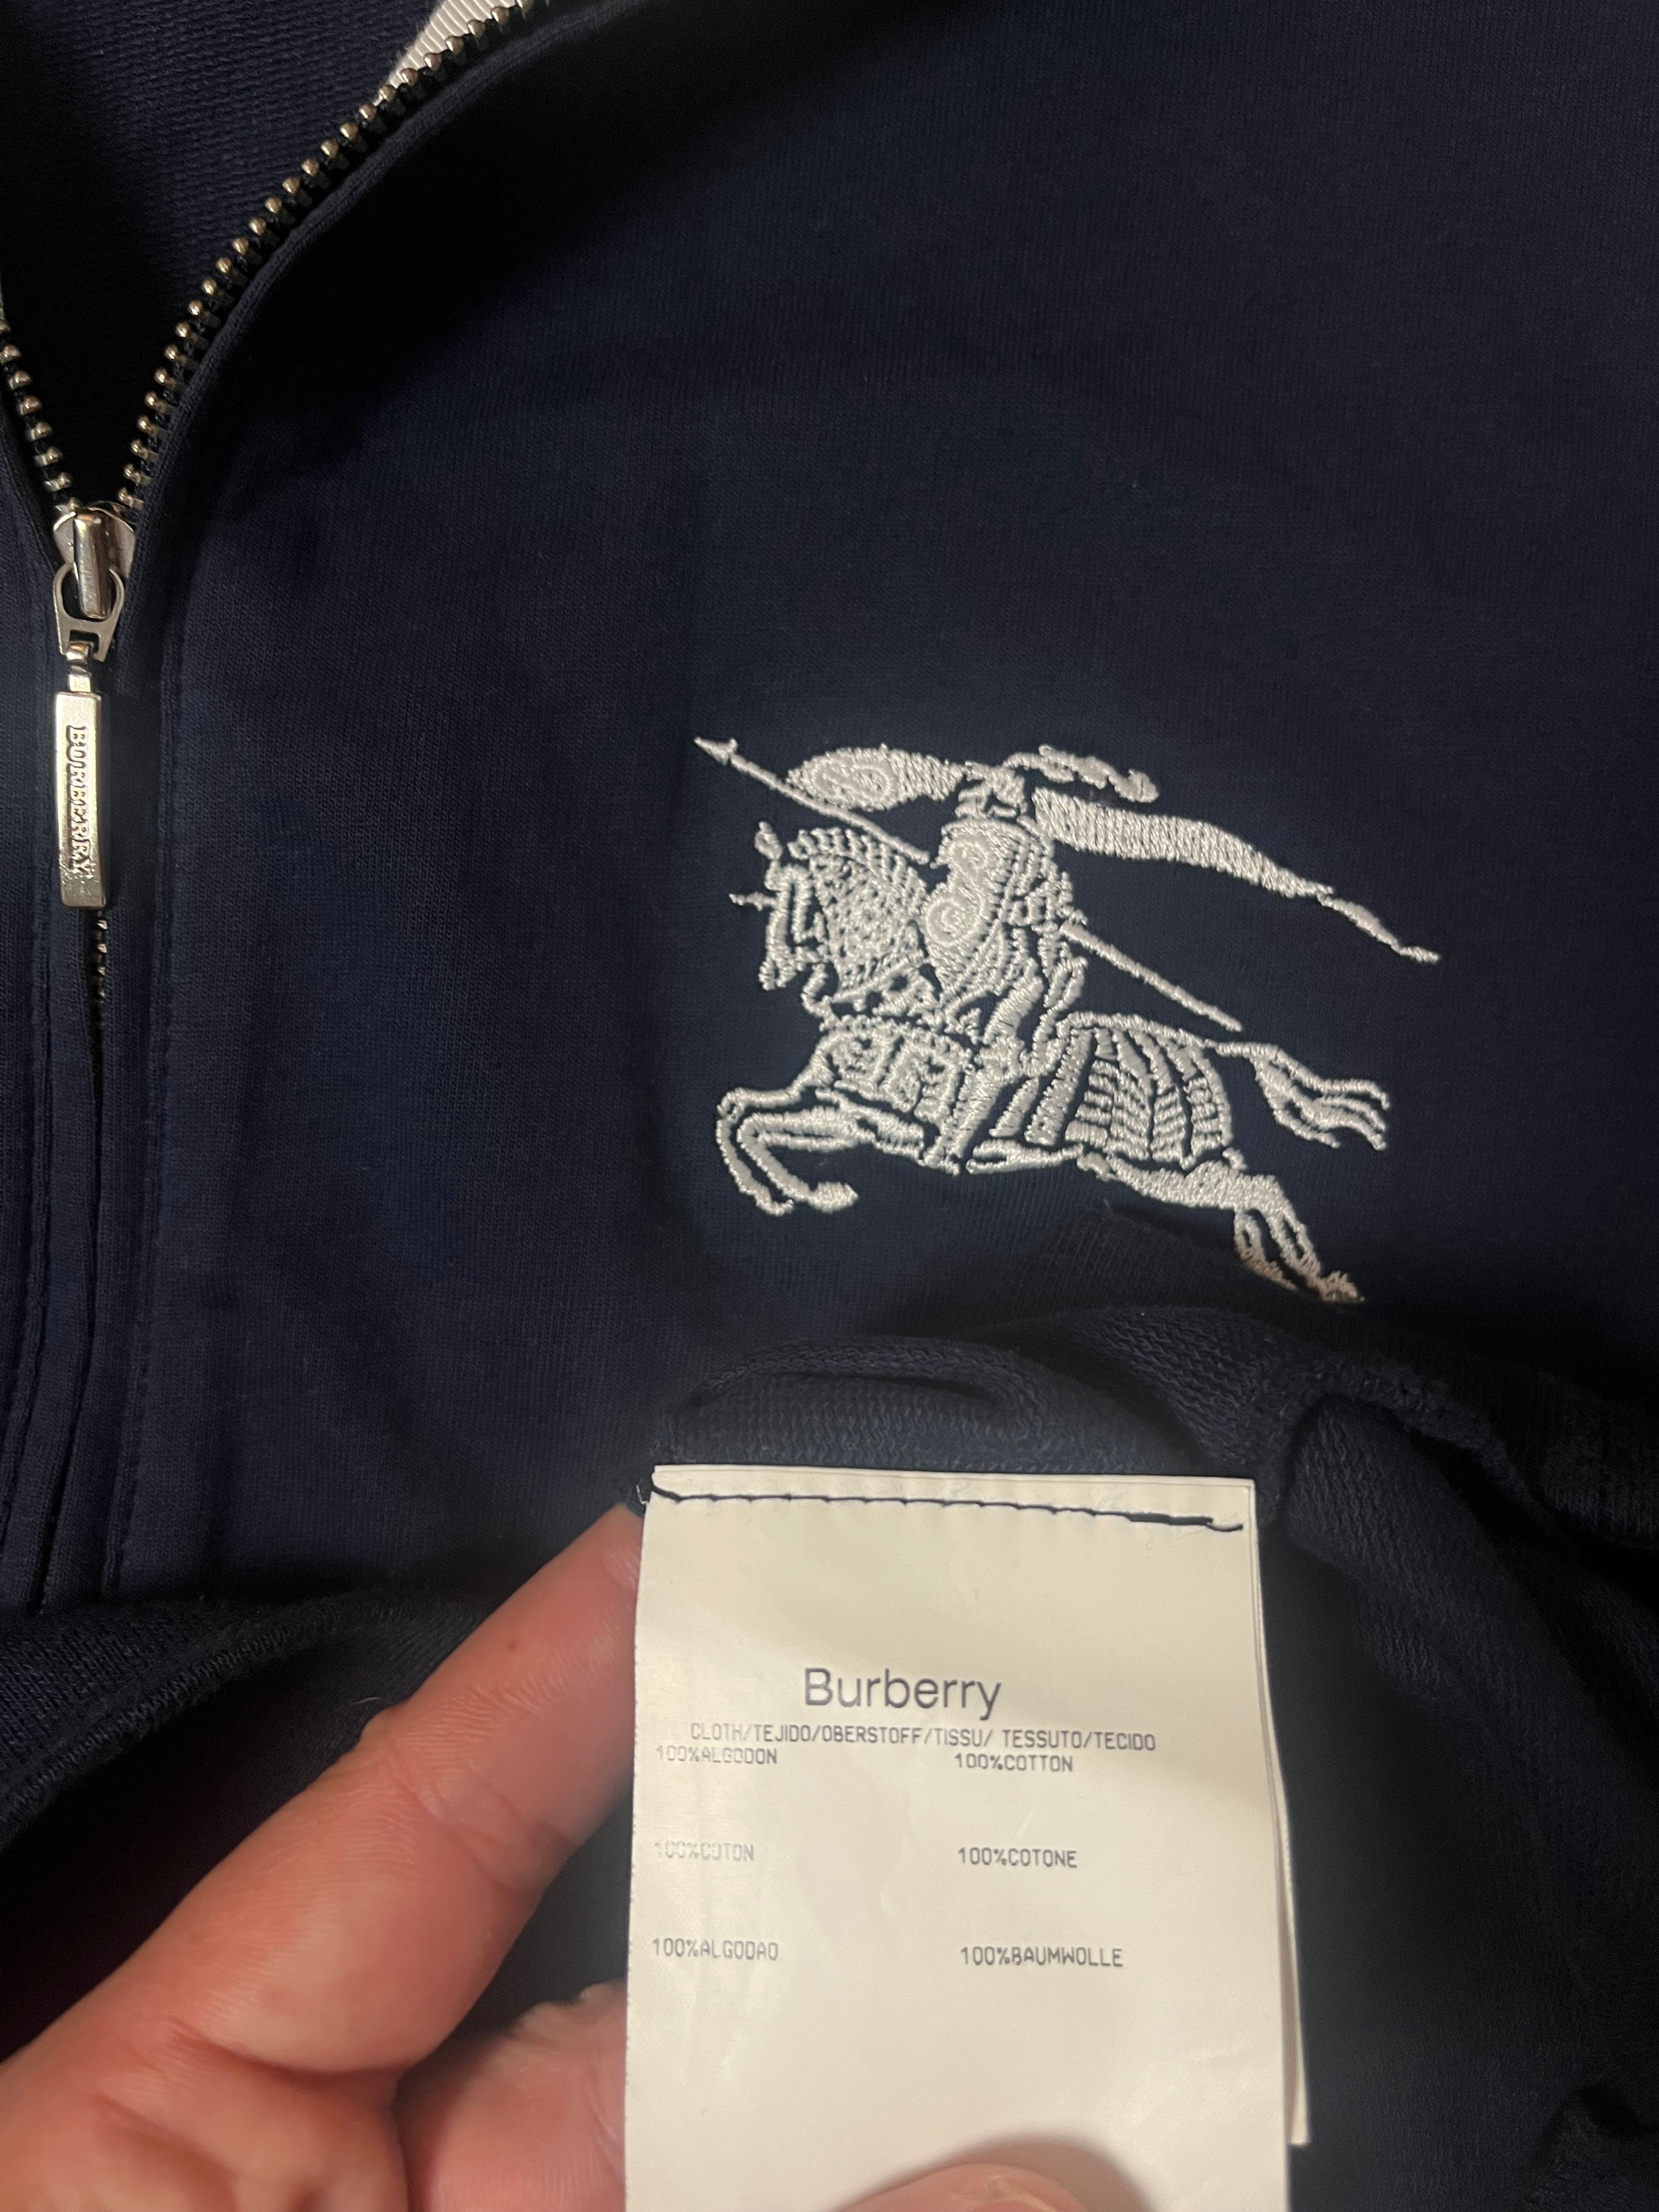 BURBERRY
Burberry
CLOTH/TEJIDO/OBERSTOFF/TISSU/ TESSUTO/TECIDO
100%ALGODON 100%COTTON
100%COTON 100%COTONE
100%ALGODAO 100%BAUMWOLLE